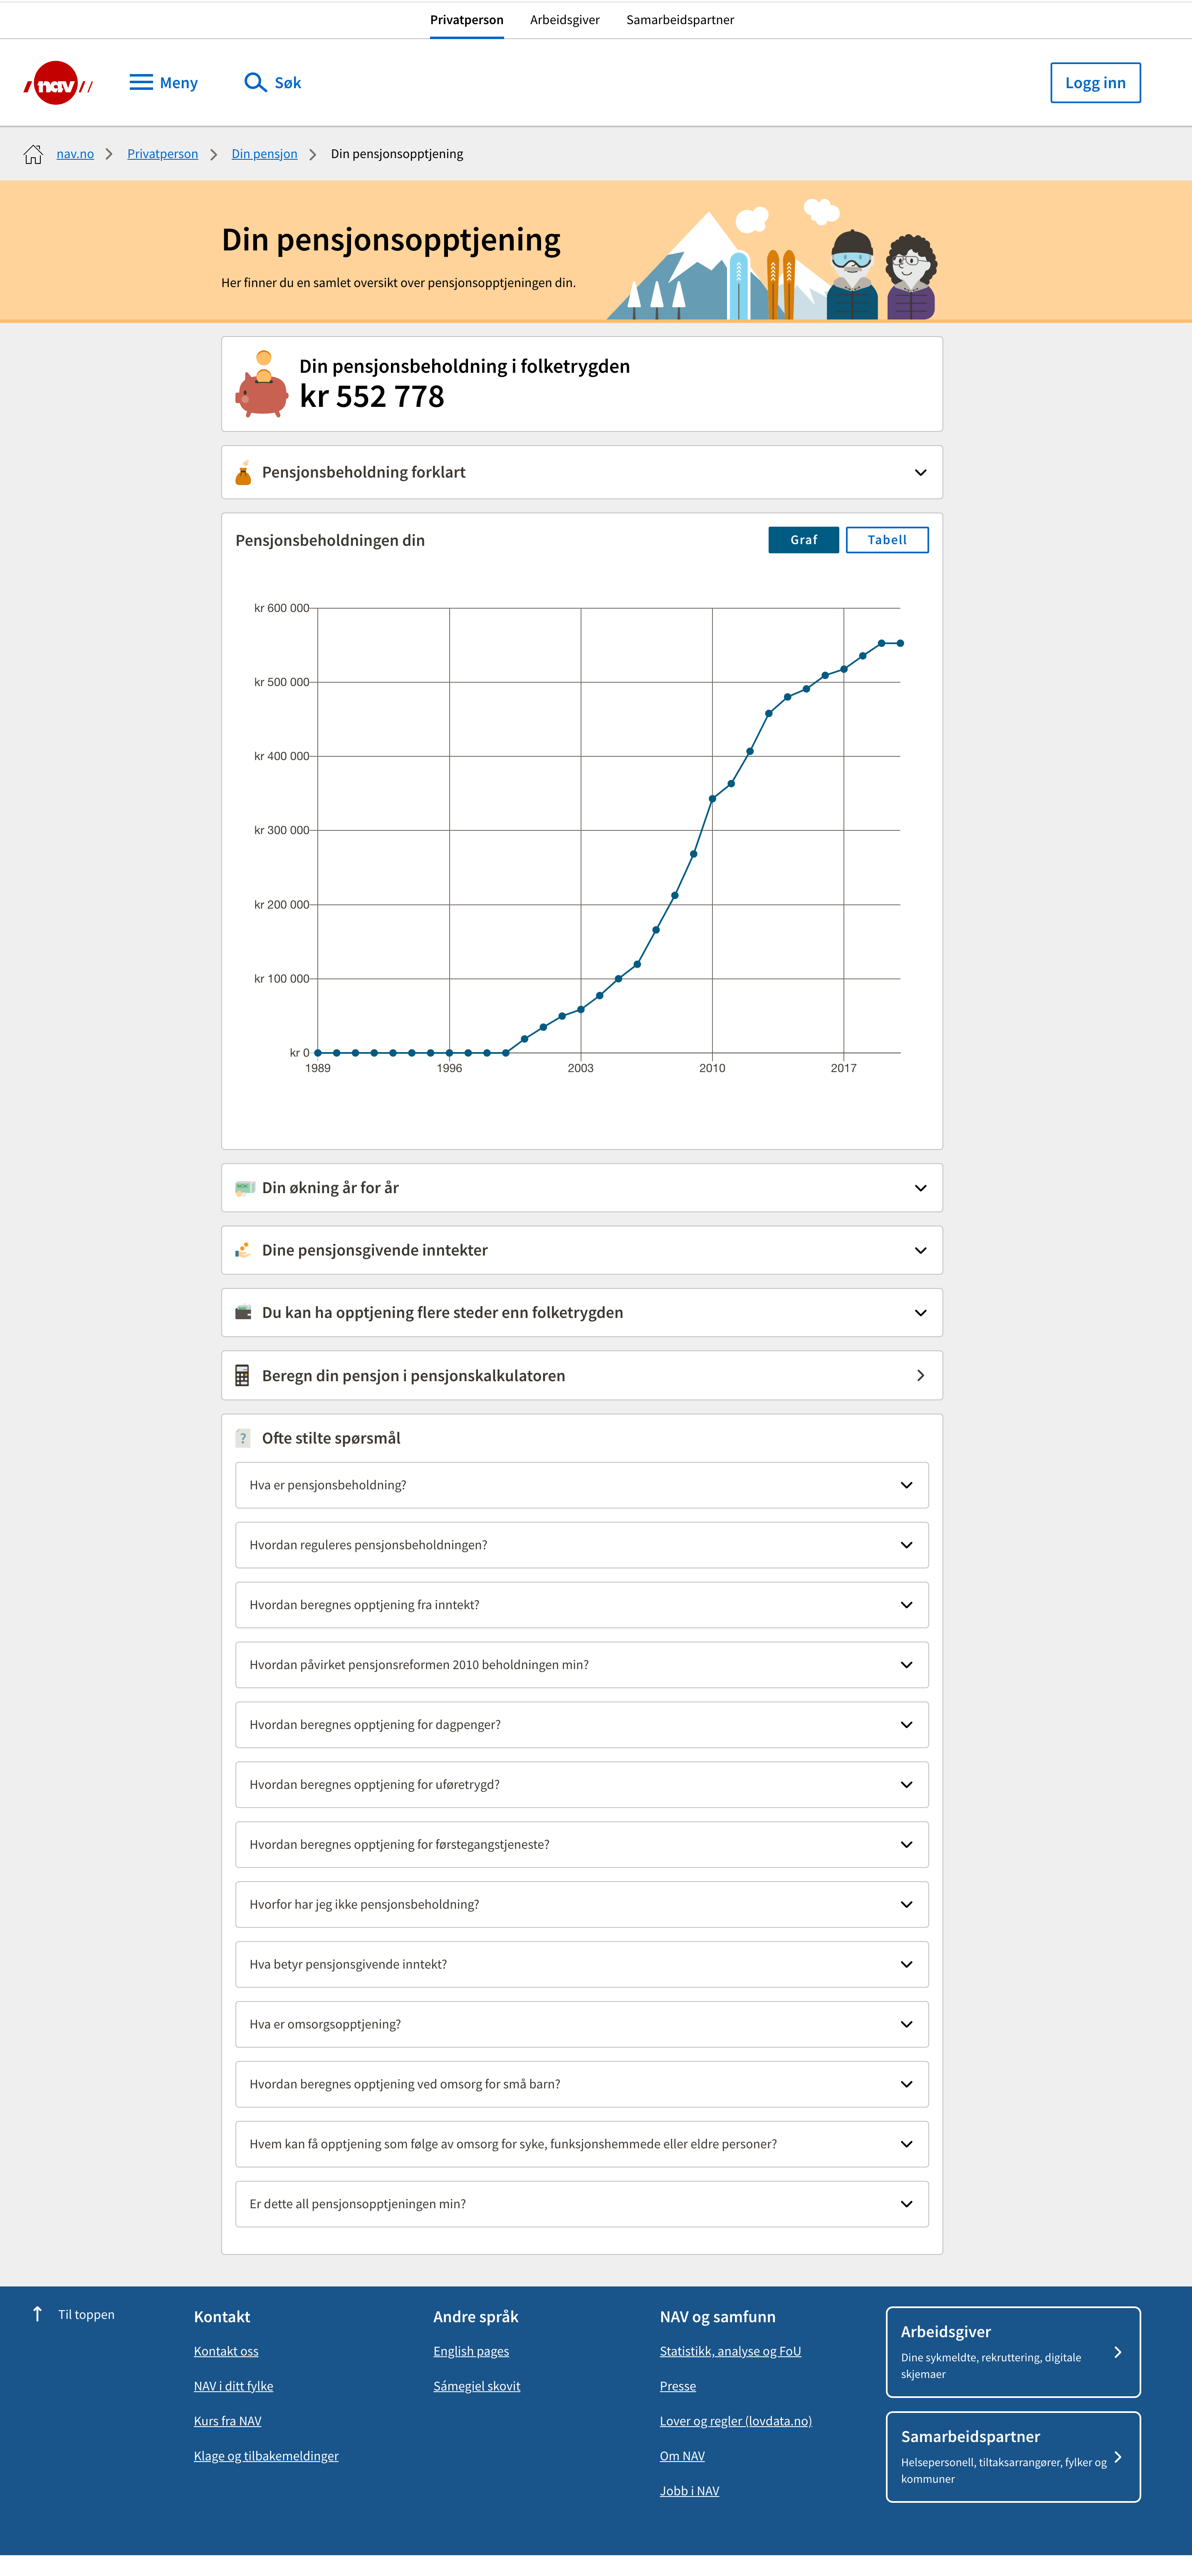 Privatperson Arbeidsgiver Samarbeidspartner
nav Meny Søk Logg inn
nav.no Privatperson Din pensjon Din pensjonsopptjening
Din pensjonsopptjening
Her finner du en samlet oversikt over pensjonsopptjeningen din.
Din pensjonsbeholdning i folketrygden
kr 552 778
Pensjonsbeholdning forklart
Pensjonsbeholdningen din Graf Tabell
kr 600 000
kr 500 000
kr 400 000
kr 300 000
kr 200 000
kr 100 000
kr 0
1989 1996 2003 2010 2017
Din økning år for år
Dine pensjonsgivende inntekter
Du kan ha opptjening flere steder enn folketrygden
Beregn din pensjon i pensjonskalkulatoren
? Ofte stilte spørsmål
Hva er pensjonsbeholdning?
Hvordan reguleres pensjonsbeholdningen?
Hvordan beregnes opptjening fra inntekt?
Hvordan påvirket pensjonsreformen 2010 beholdningen min?
Hvordan beregnes opptjening for dagpenger?
Hvordan beregnes opptjening for uføretrygd?
Hvordan beregnes opptjening for førstegangstjeneste?
Hvorfor har jeg ikke pensjonsbeholdning?
Hva betyr pensjonsgivende inntekt?
Hva er omsorgsopptjening?
Hvordan beregnes opptjening ved omsorg for små barn?
Hvem kan få opptjening som følge av omsorg for syke, funksjonshemmede eller eldre personer?
Er dette all pensjonsopptjeningen min?
Til toppen
Kontakt
Kontakt oss
NAV i ditt fylke
Kurs fra NAV
Klage og tilbakemeldinger
Andre språk
English pages
Sámegiel skovit
NAV og samfunn
Statistikk, analyse og FoU
Presse
Lover og regler (lovdata.no)
Om NAV
Jobb i NAV
Arbeidsgiver
Dine sykmeldte, rekruttering, digitale
skjemaer
Samarbeidspartner
Helsepersonell, tiltaksarrangører, fylker og
kommuner